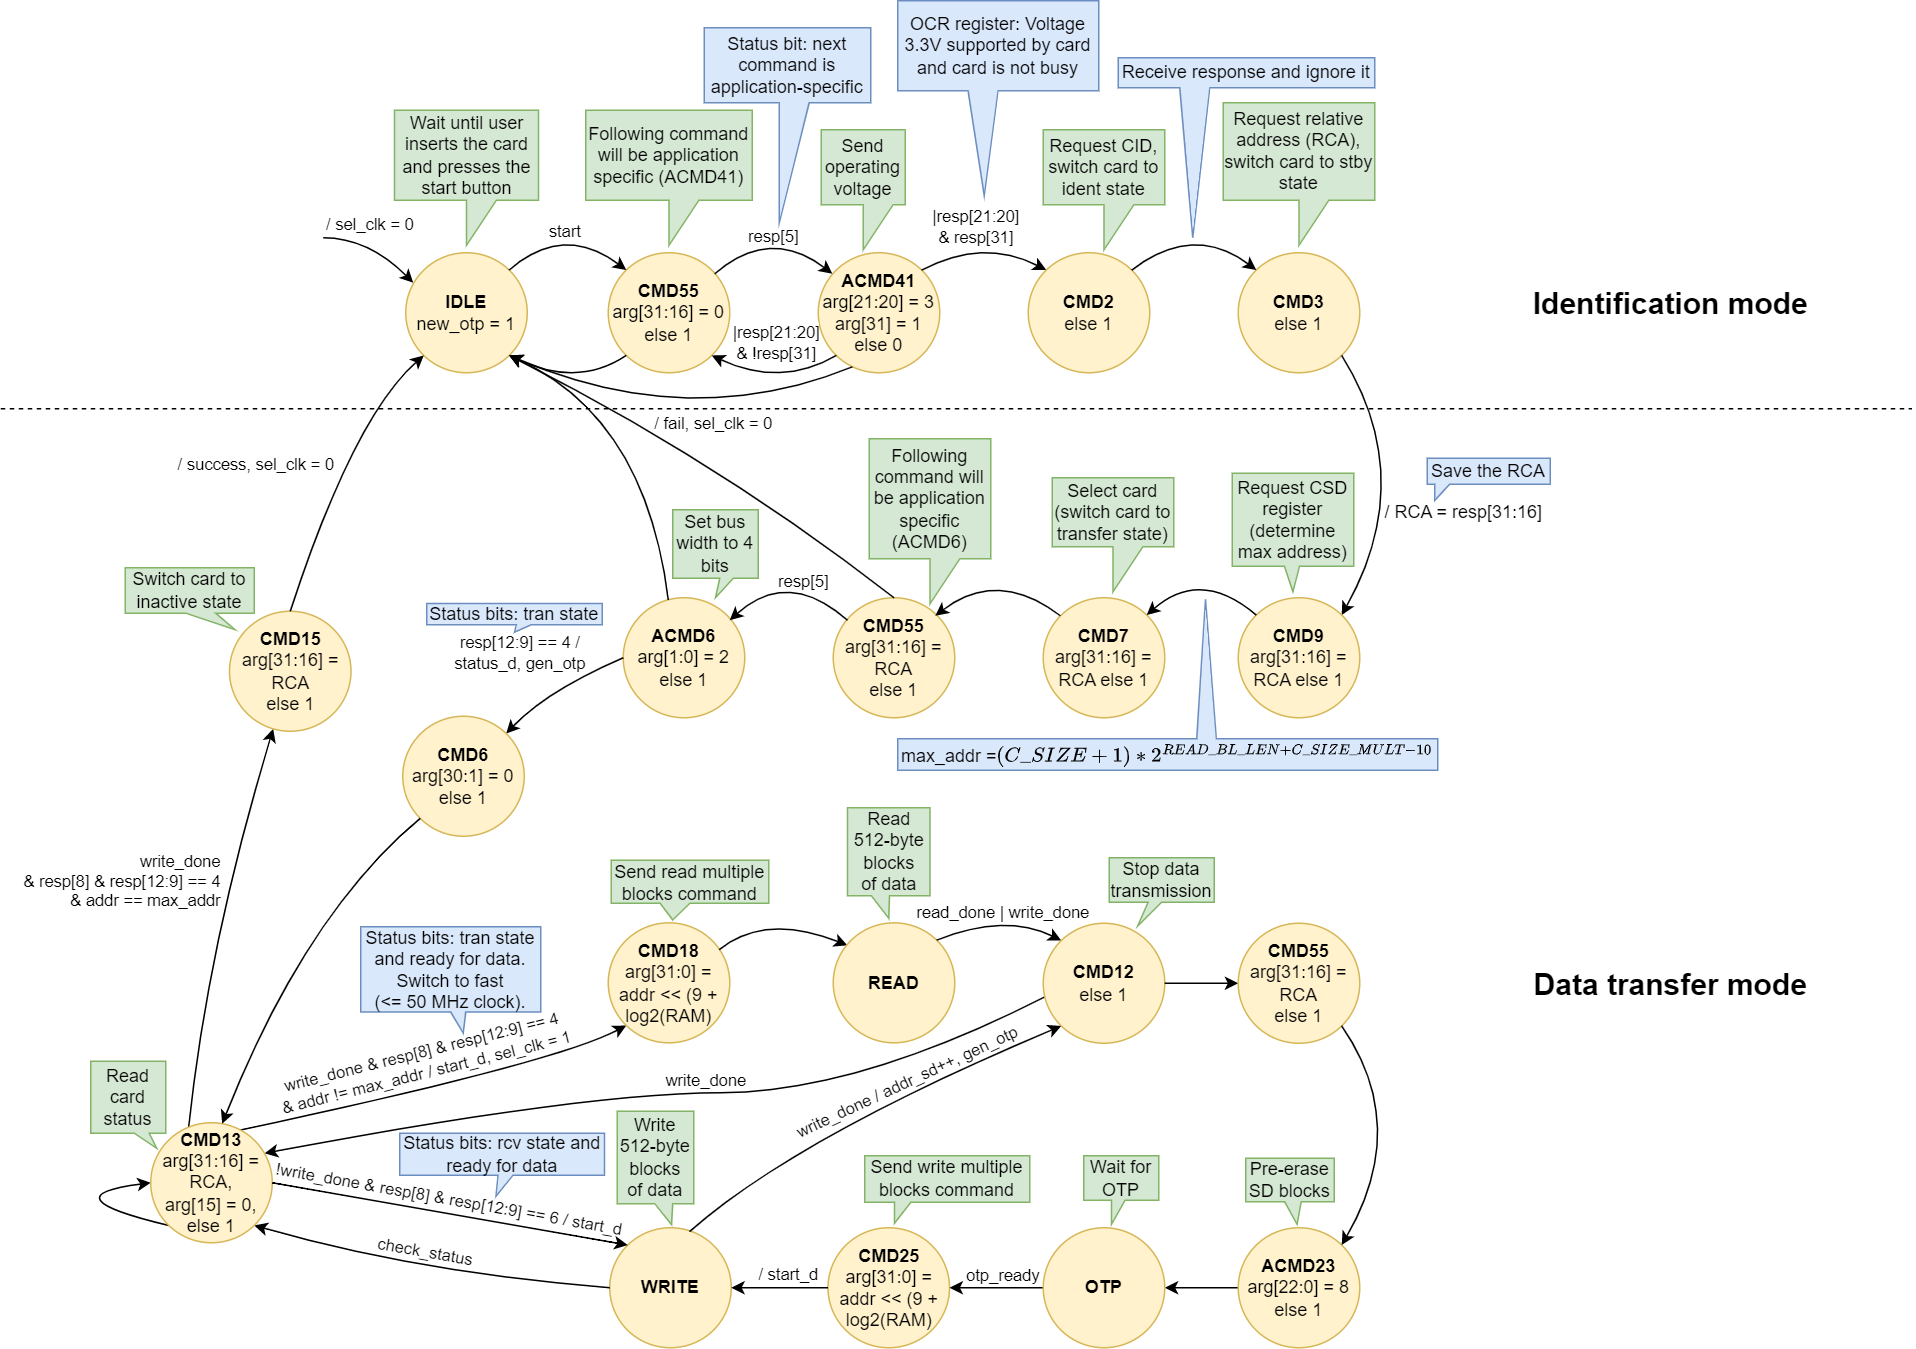 OCR register: Voltage
3.3V supported by card
and card is not busy
Status bit: next
command is
application-specific
Receive response and ignore it
Wait until user
inserts the card
and presses the
start button
Following command
will be application
specific (ACMD41)
Send
operating
voltage
Request CID,
switch card to
ident state
Request relative
address (RCA),
switch card to stby
state
/ sel_clk = 0
start
resp[5]
|resp[21:20]
& resp[31]
IDLE
new_otp = 1
CMD55
arg[31:16] = 0
else 1
|resp[21:20]
& !resp[31]
ACMD41
arg[21:20] = 3
arg[31] = 1
else 0
CMD2
else 1
CMD3
else 1
Identification mode
/ fail, sel_clk = 0
/ success, sel_clk = 0
Following
command will
be application
specific
(ACMD6)
Select card
(switch card to
transfer state)
Request CSD
register
(determine
max address)
Save the RCA
/ RCA = resp[31:16]
Set bus
width to 4
bits
resp[5]
Switch card to
inactive state
Status bits: tran state
resp[12:9] == 4 /
status_d, gen_otp
CMD15
arg[31:16] =
RCA
else 1
ACMD6
arg[1:0] = 2
else 1
CMD55
arg[31:16] =
RCA
else 1
CMD7
arg[31:16] =
RCA else 1
CMD9
arg[31:16] =
RCA else 1
CMD6
arg[30:1] = 0
else 1
max_addr =(C_SIZE + 1) * 2^{READ_BL_LEN+C_SIZE_MULT−10}
write_done
& resp[8] & resp[12:9] == 4
& addr == max_addr
Send read multiple
blocks command
Read
512-byte
blocks
of data
Stop data
transmission
read_done | write_done
Status bits: tran state
and ready for data.
Switch to fast
(<= 50 MHz clock).
CMD18
arg[31:0] =
addr << (9 +
log2(RAM)
READ
CMD12
else 1
CMD55
arg[31:16] =
RCA
else 1
Data transfer mode
write_done & resp[8] & resp[12:9] == 4
& addr != max_addr / start_d, sel_clk = 1
write_done
write_done / addr_sd++, gen_otp
Read
card
status
CMD13
arg[31:16] =
RCA,
arg[15] = 0,
else 1
Status bits: rcv state and
ready for data
!write_done & resp[8] & resp[12:9] == 6 / start_d
check_status
Write
512-byte
blocks
of data
Send write multiple
blocks command
Wait for
OTP
Pre-erase
SD blocks
WRITE
/ start_d
CMD25
arg[31:0] =
addr << (9 +
log2(RAM)
otp_ready
OTP
ACMD23
arg[22:0] = 8
else 1